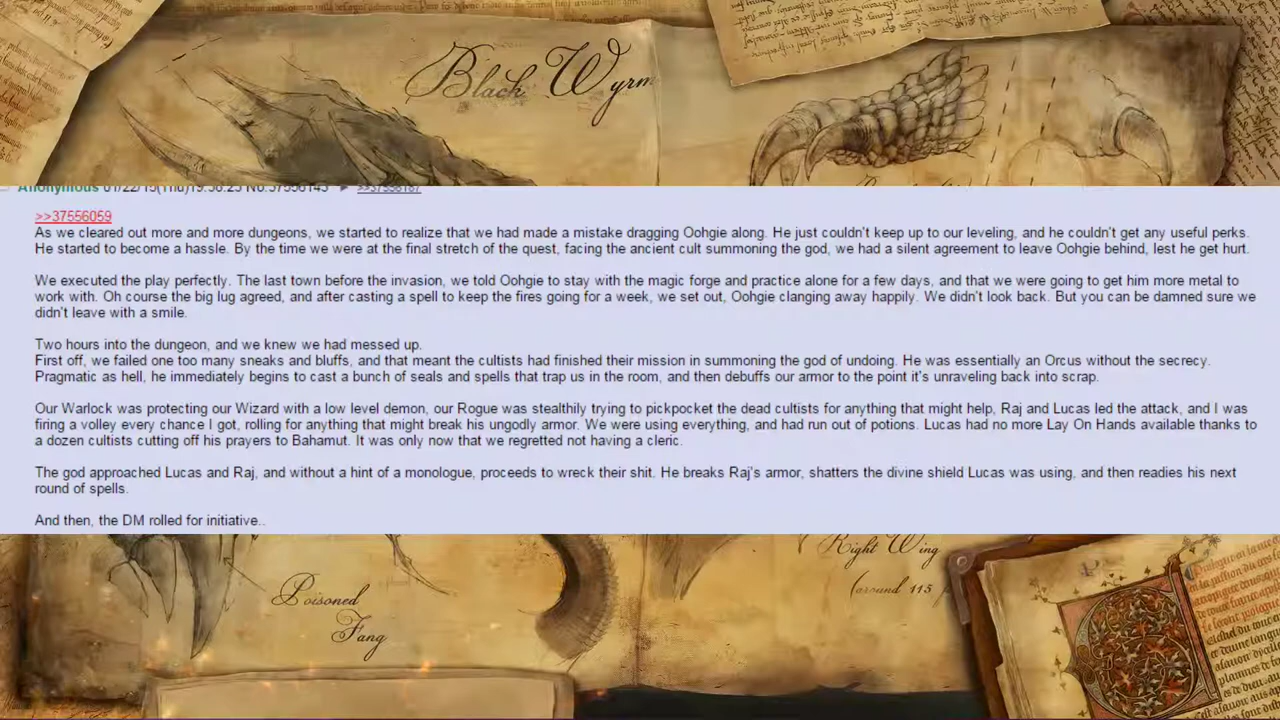 Black Wyrm
Anonymous 01/22/15(Thu)19:58:25 No.37556145 ► >>37556187
>>37556059
As we cleared out more and more dungeons, we started to realize that we had made a mistake dragging Oohgie along. He just couldn't keep up to our leveling, and he couldn't get any useful perks.
He started to become a hassle. By the time we were at the final stretch of the quest, facing the ancient cult summoning the god, we had a silent agreement to leave Oohgie behind, lest he get hurt.
We executed the play perfectly. The last town before the invasion, we told Oohgie to stay with the magic forge and practice alone for a few days, and that we were going to get him more metal to
work with. Oh course the big lug agreed, and after casting a spell to keep the fires going for a week, we set out, Oohgie clanging away happily. We didn't look back. But you can be damned sure we
didn't leave with a smile.
Two hours into the dungeon, and we knew we had messed up.
First off, we failed one too many sneaks and bluffs, and that meant the cultists had finished their mission in summoning the god of undoing. He was essentially an Orcus without the secrecy.
Pragmatic as hell, he immediately begins to cast a bunch of seals and spells that trap us in the room, and then debuffs our armor to the point it's unraveling back into scrap.
Our Warlock was protecting our Wizard with a low level demon, our Rogue was stealthily trying to pickpocket the dead cultists for anything that might help, Raj and Lucas led the attack, and I was
firing a volley every chance I got, rolling for anything that might break his ungodly armor. We were using everything, and had run out of potions. Lucas had no more Lay On Hands available thanks to
a dozen cultists cutting off his prayers to Bahamut. It was only now that we regretted not having a cleric.
The god approached Lucas and Raj, and without a hint of a monologue, proceeds to wreck their shit. He breaks Raj's armor, shatters the divine shield Lucas was using, and then readies his next
round of spells.
And then, the DM rolled for initiative..
Right Wing
(around 115
Poisoned
Fang